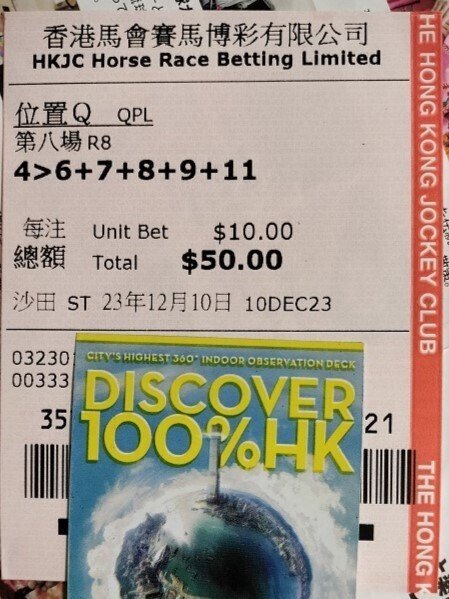 香港馬會賽馬博彩有限公司
HKJC Horse Race Betting Limited
位置Q QPL
第八場 R8
4>6+7+8+9+11
每注 Unit Bet $10.00
總額 Total $50.00
沙田 ST 23年12月10日 10DEC23
03230
00333
35
21
CITY'S HIGHEST 360° INDOOR OBSERVATION DECK
DISCOVER
100%HK
HE HONG KONG JOCKEY CLUB
THE HONG K